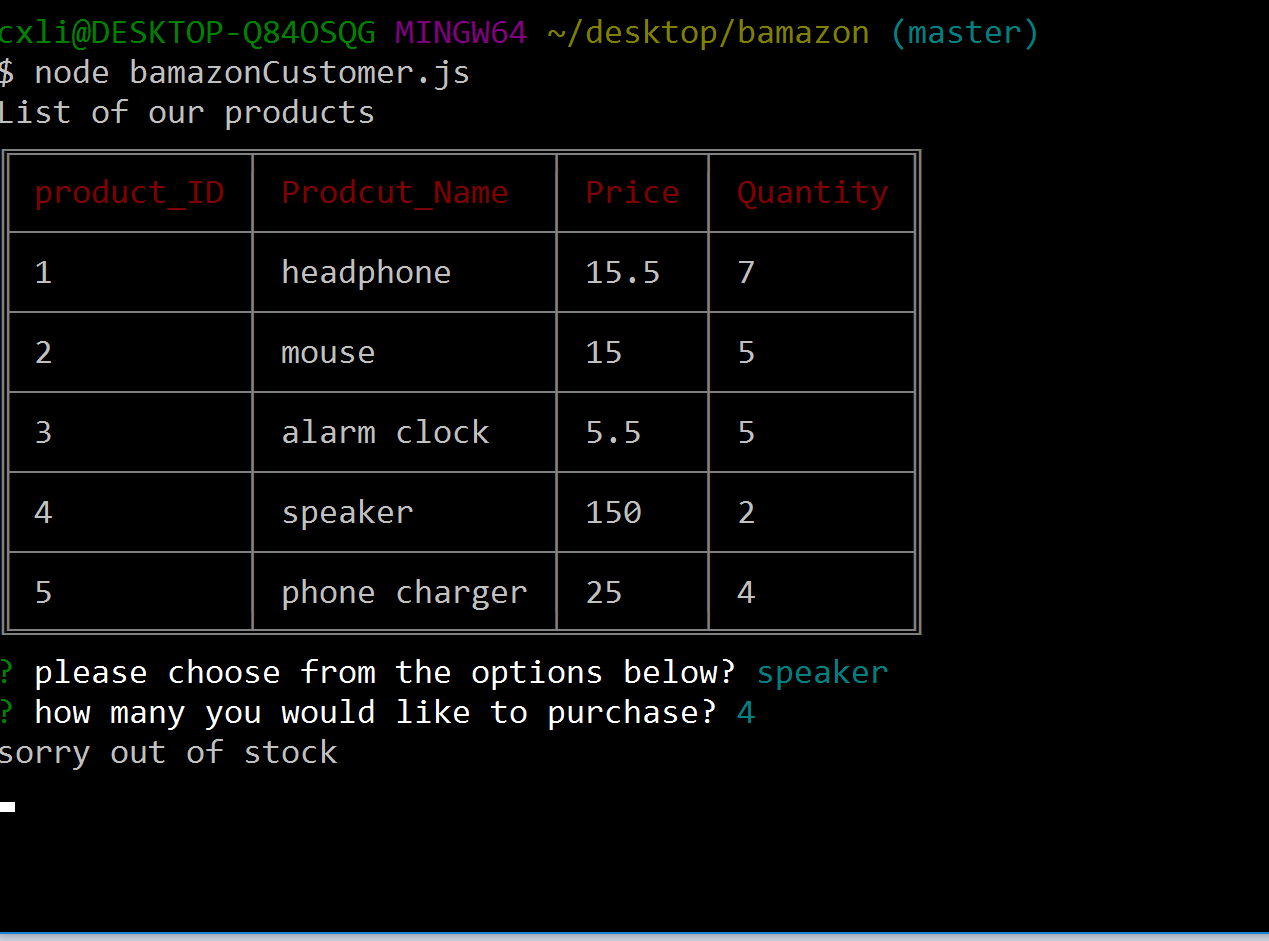 cxli@DESKTOP-Q84OSQG MINGW64 ~/desktop/bamazon (master)
$ node bamazonCustomer.js
List of our products
product_ID Prodcut_Name Price Quantity
1 headphone 15.5 7
2 mouse 15 5
3 alarm clock 5.5 5
4 speaker 150 2
5 phone charger 25 4
? please choose from the options below? speaker
? how many you would like to purchase? 4
sorry out of stock